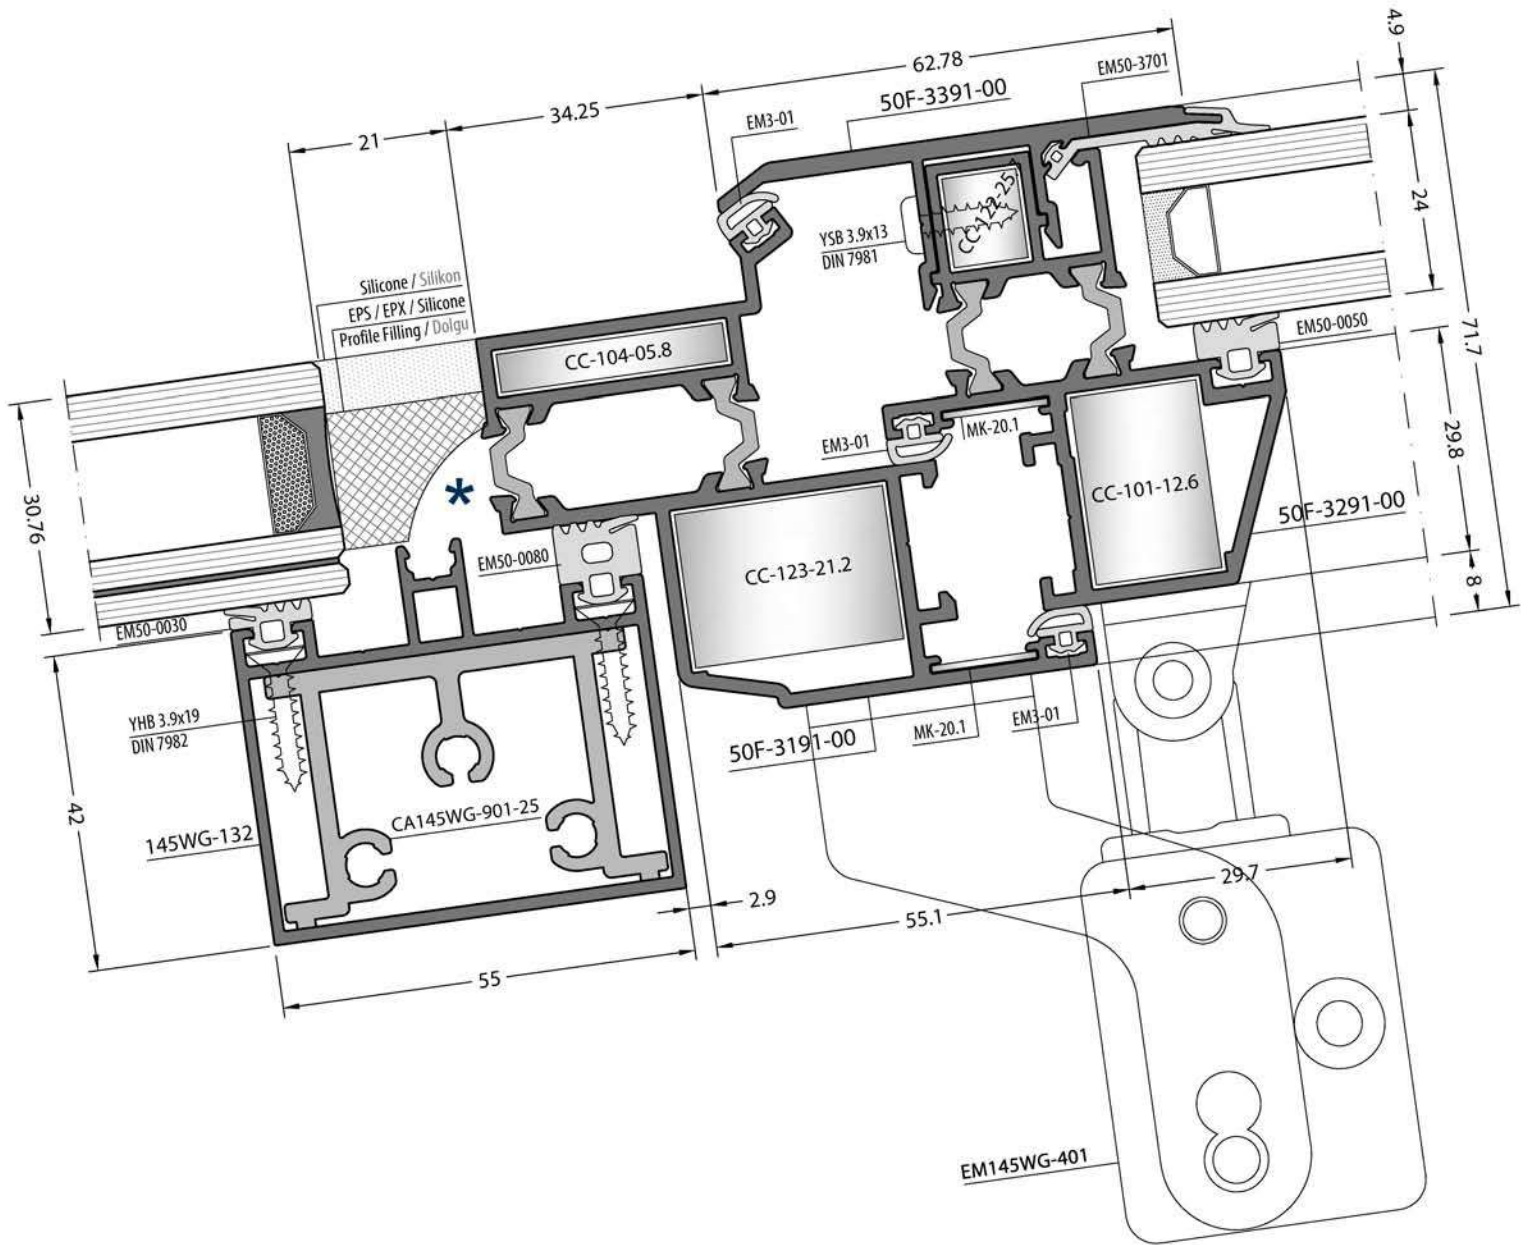 4.9
62.78
EM50-3701
50F-3391-00
34.25
EM3-01
21
24
YSB 3.9x13
DIN 7981
CC-122-25
Silicone / Silikon
EPS / EPX / Silicone
Profile Filling / Dolgu
EM50-0050
71.7
CC-104-05.8
MK-20.1
EM3-01
29.8
30.76
*
CC-101-12.6
50F-3291-00
EM50-0080
CC-123-21.2
8
EM50-0030
YHB 3.9x19
DIN 7982
50F-3191-00
MK-20.1
EM3-01
42
145WG-132
CA145WG-901-25
29.7
2.9
55.1
55
EM145WG-401